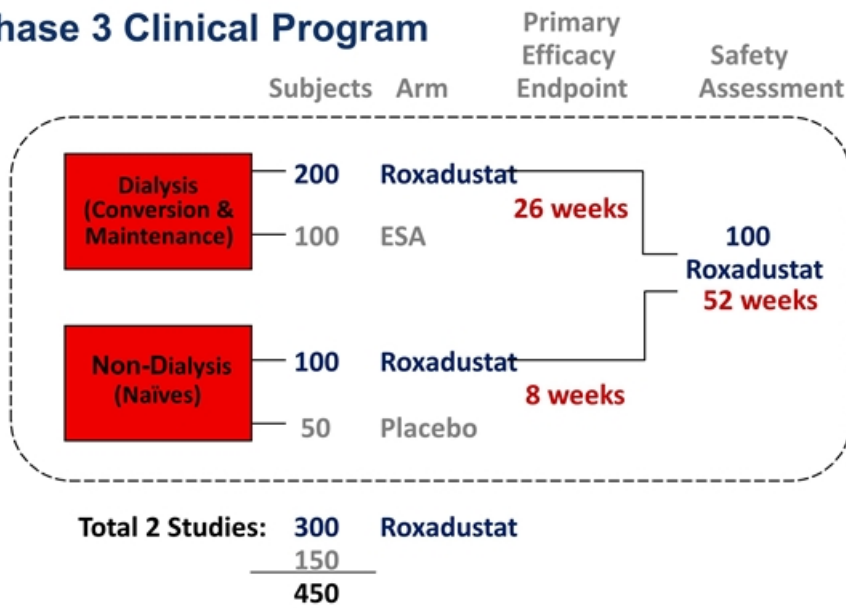 hase 3 Clinical Program
Primary
Efficacy
Endpoint
Safety
Assessment
Subjects Arm
Dialysis
(Conversion &
Maintenance)
200 Roxadustat
26 weeks
100 ESA
100
Roxadustat
52 weeks
Non-Dialysis
(Naïves)
100 Roxadustat
8 weeks
50 Placebo
Total 2 Studies: 300 Roxadustat
150
450